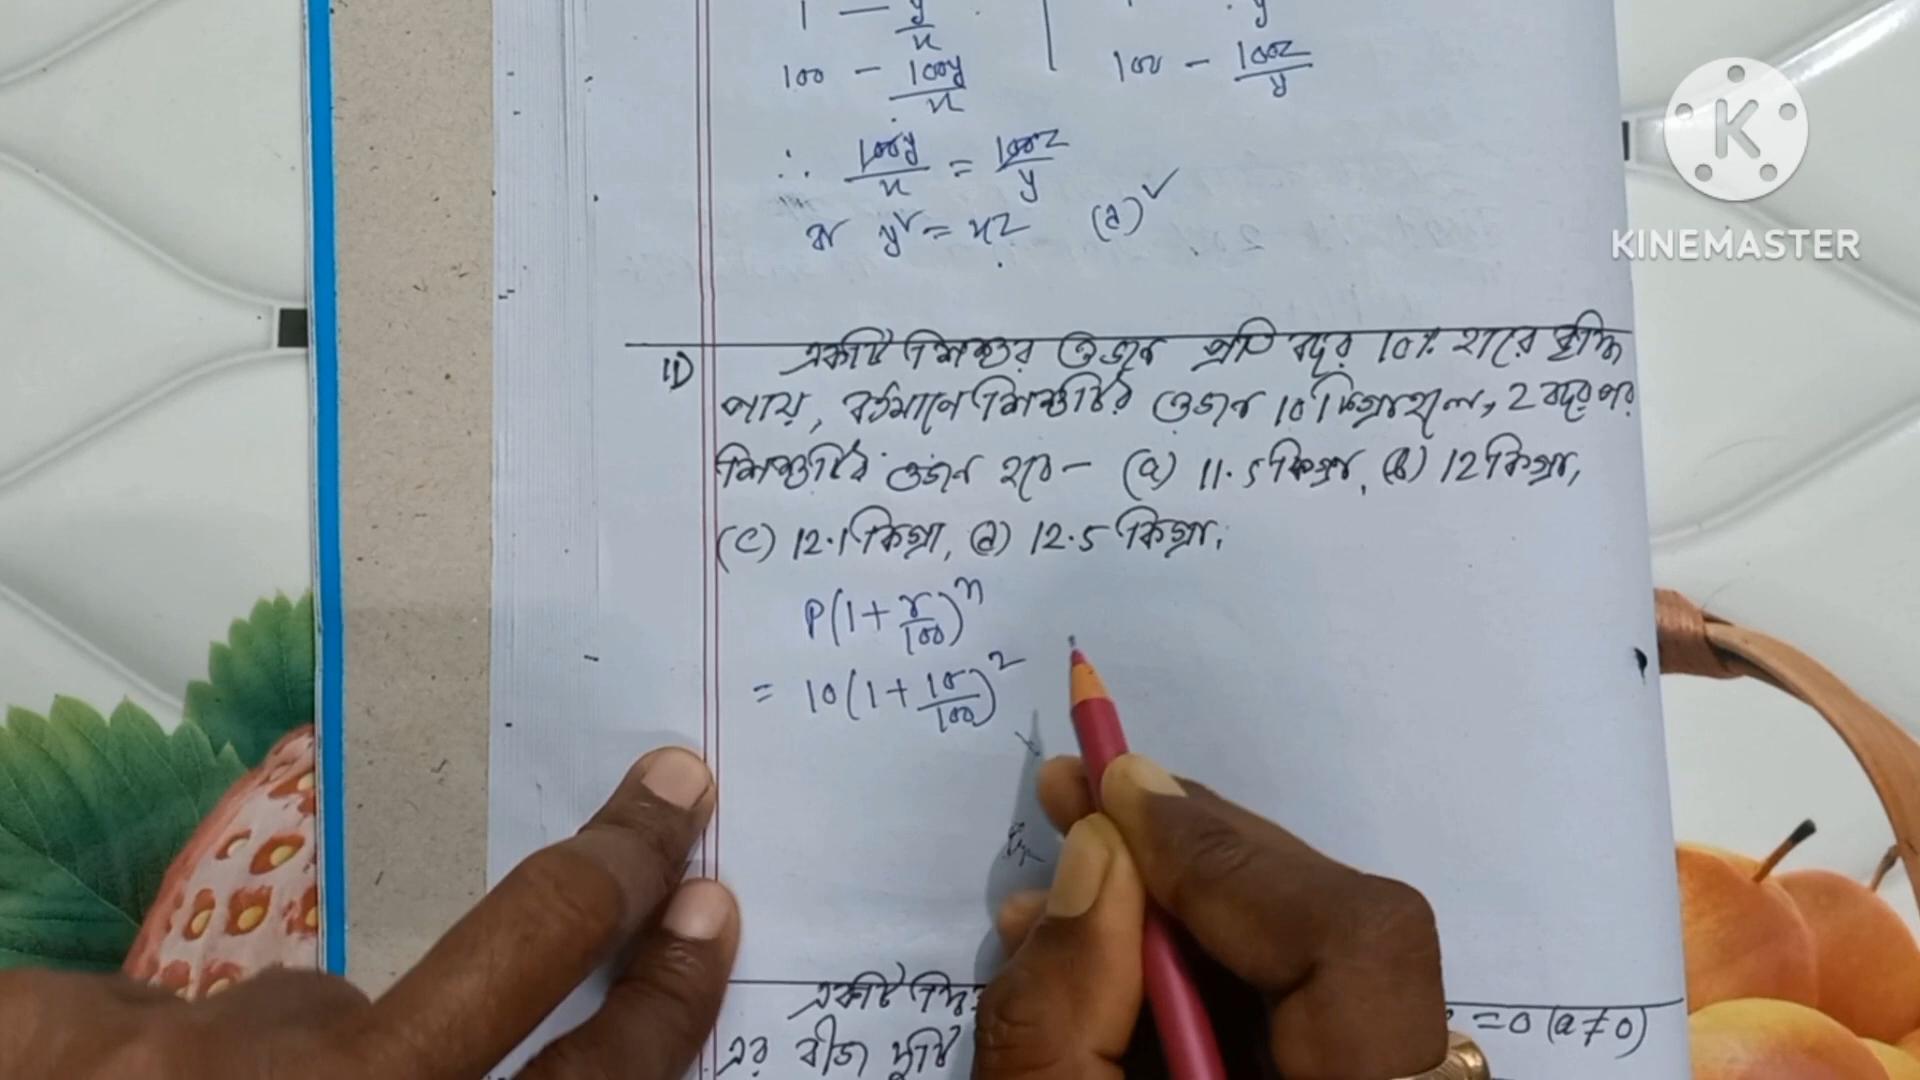 1 — y/x | y
100 — 100y/x | 100 — 100z/y
∴ 100y/x = 100z/y
বা y² = xz (d) ✓
KINEMASTER
11) একটি শিশুর ওজন প্রতি বছর 10% হারে বৃদ্ধি
পায়, বর্তমানে শিশুটির ওজন 10 কিগ্রা হলে, 2 বছর পর
শিশুটির ওজন হবে — (a) 11.5 কিগ্রা, (b) 12 কিগ্রা,
(c) 12.1 কিগ্রা, (d) 12.5 কিগ্রা.
P(1 + r/100)^n
= 10(1 + 10/100)^2
একটি = 0 (a ≠ 0)
এর বীজ দুটি